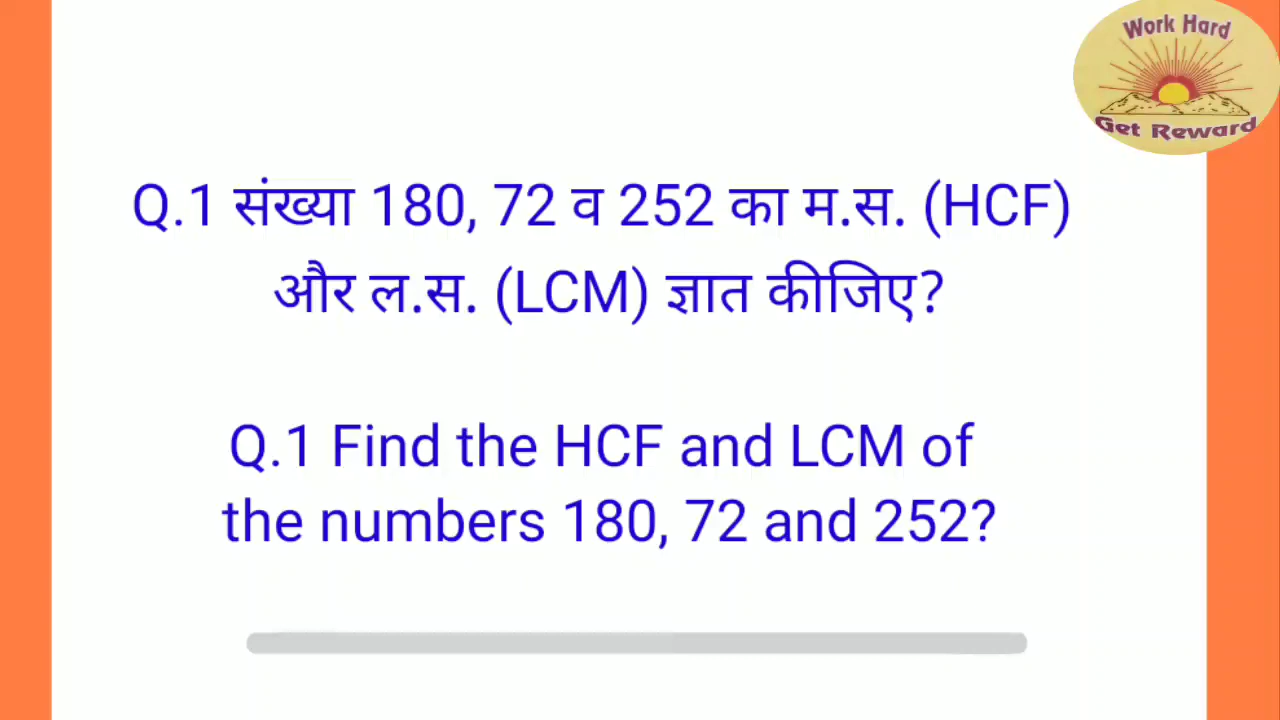 Work Hard
Get Reward
Q.1 संख्या 180, 72 व 252 का म.स. (HCF)
और ल.स. (LCM) ज्ञात कीजिए?
Q.1 Find the HCF and LCM of
the numbers 180, 72 and 252?